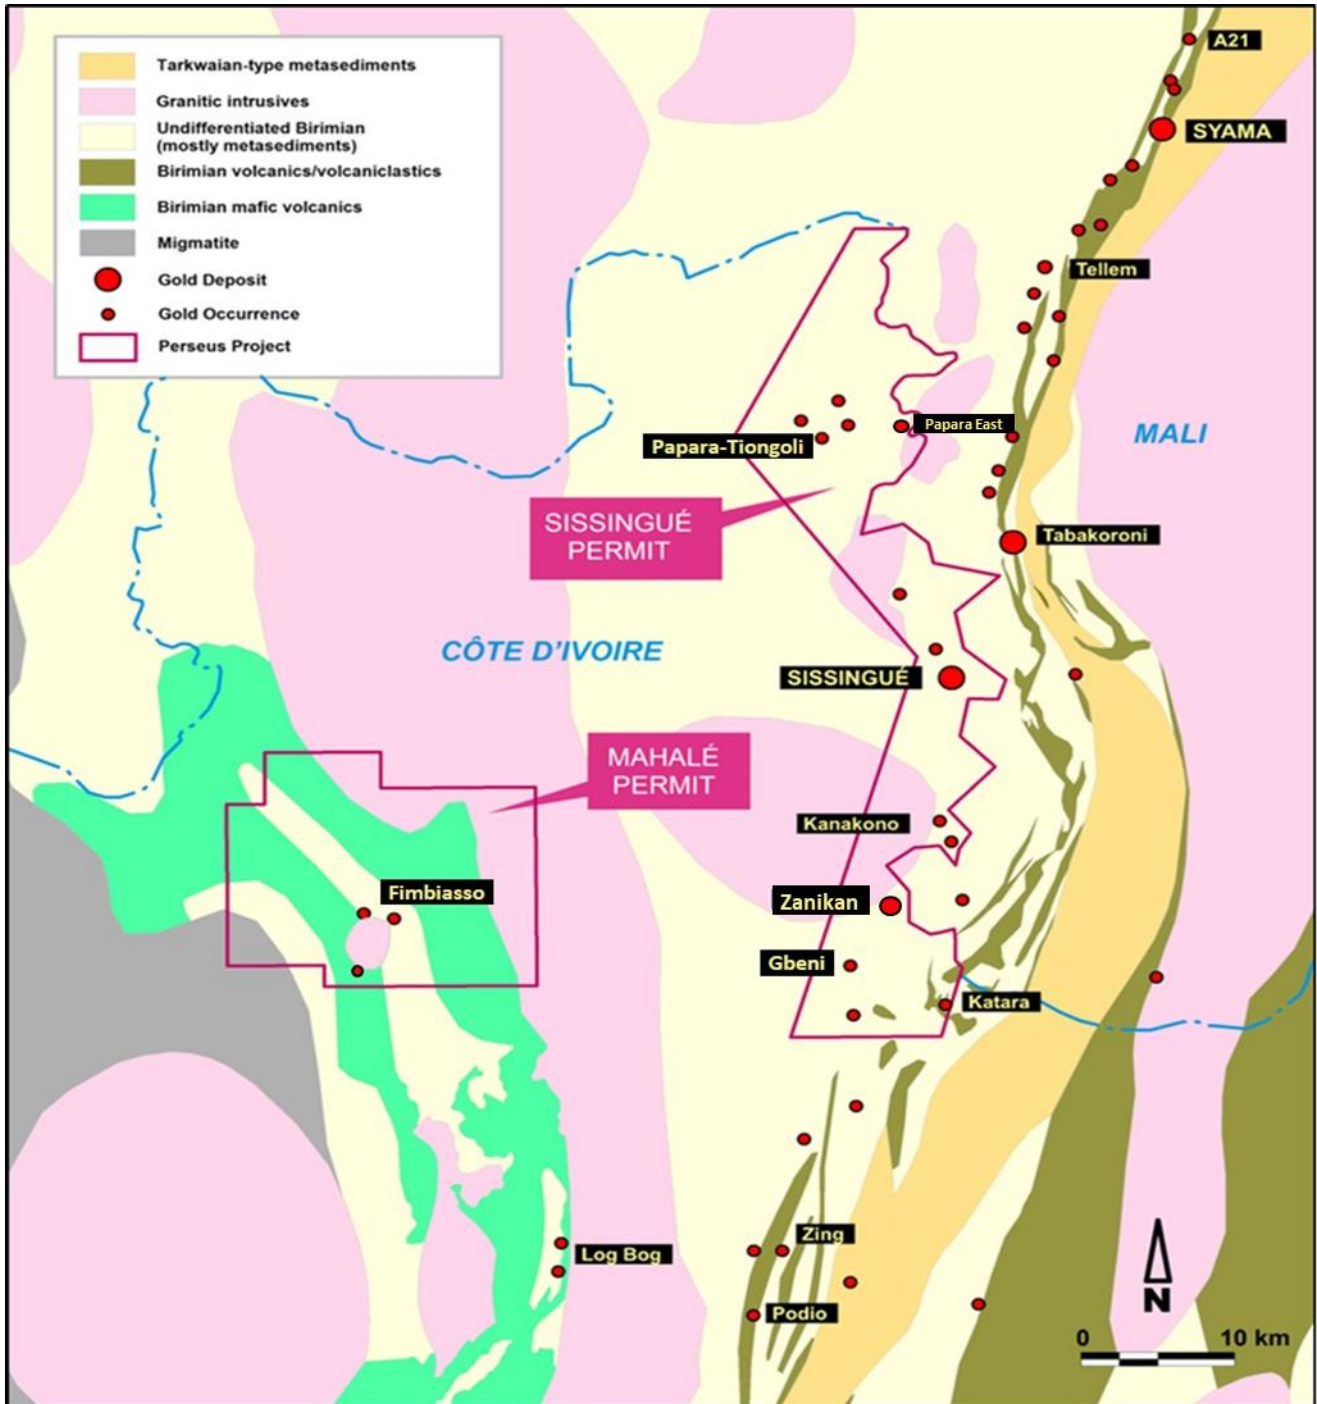 Tarkwaian-type metasediments
Granitic intrusives
Undifferentiated Birimian
(mostly metasediments)
Birimian volcanics/volcaniclastics
Birimian mafic volcanics
Migmatite
Gold Deposit
Gold Occurrence
Perseus Project
A21
SYAMA
Tellem
Papara East
MALI
Papara-Tiongoli
SISSINGUÉ
PERMIT
Tabakoroni
CÔTE D'IVOIRE
SISSINGUÉ
MAHALÉ
PERMIT
Kanakono
Fimbiasso
Zanikan
Gbeni
Katara
Zing
Log Bog
Podio
N
0 10 km